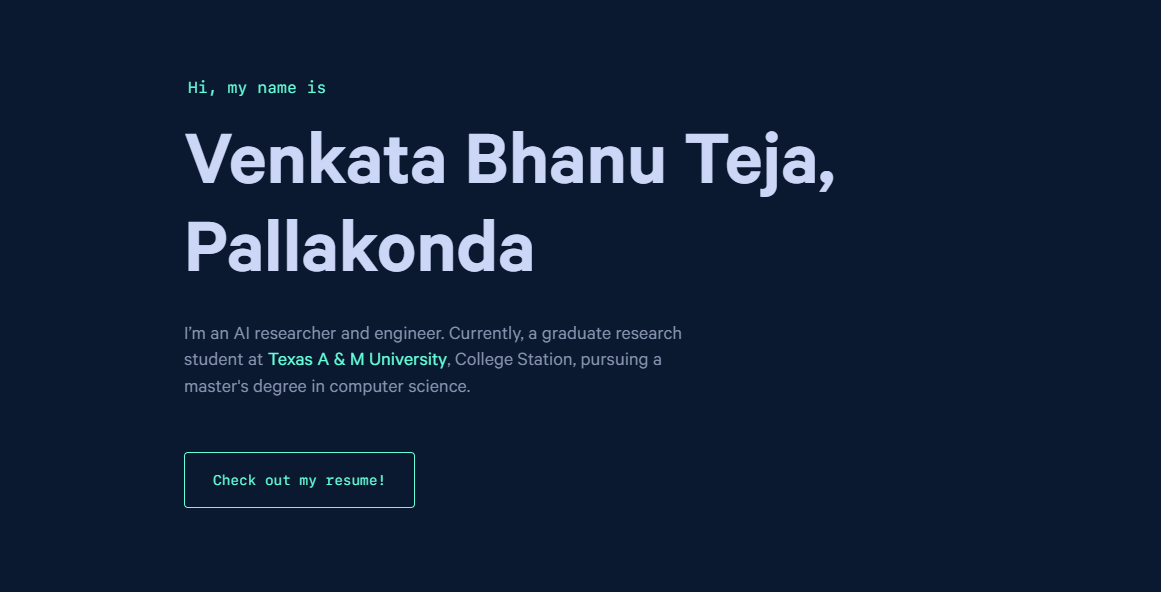 Hi, my name is
Venkata Bhanu Teja,
Pallakonda
I’m an AI researcher and engineer. Currently, a graduate research
student at Texas A & M University, College Station, pursuing a
master's degree in computer science.
Check out my resume!